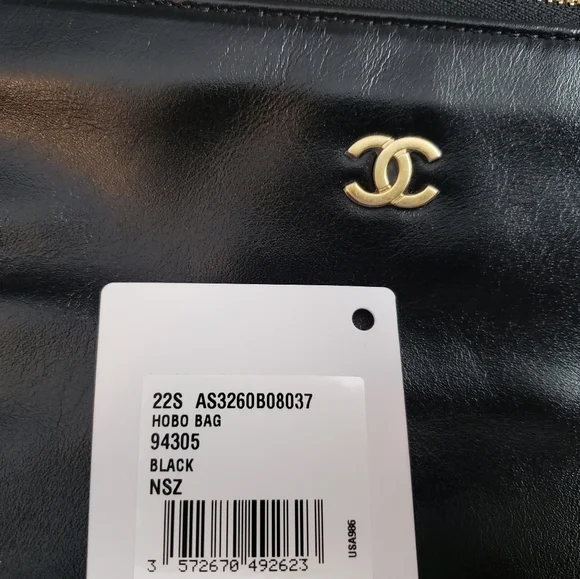 22S AS3260B08037
HOBO BAG
94305
BLACK
NSZ
3 572670 492623
USA986